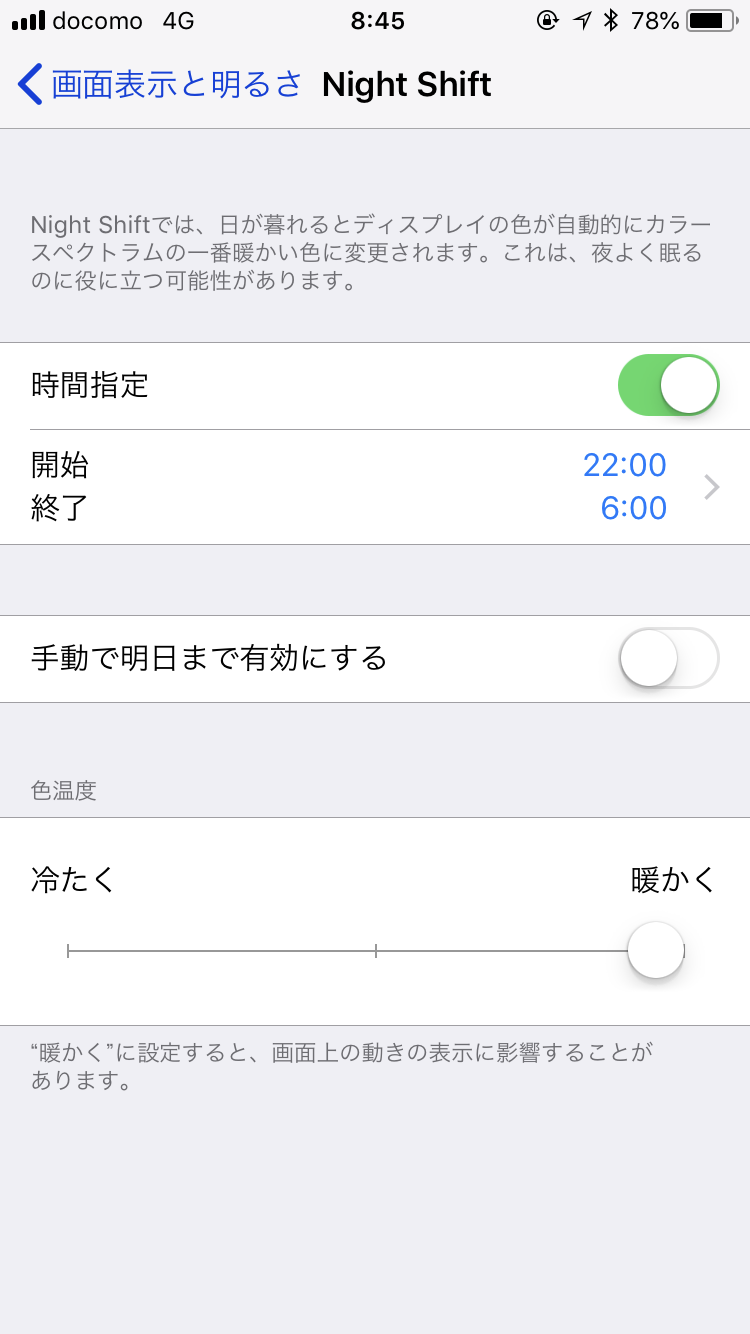 docomo 4G 8:45 78%
画面表示と明るさ Night Shift
Night Shiftでは、日が暮れるとディスプレイの色が自動的にカラー
スペクトラムの一番暖かい色に変更されます。これは、夜よく眠る
のに役に立つ可能性があります。
時間指定
開始 22:00
終了 6:00
手動で明日まで有効にする
色温度
冷たく 暖かく
“暖かく”に設定すると、画面上の動きの表示に影響することが
あります。